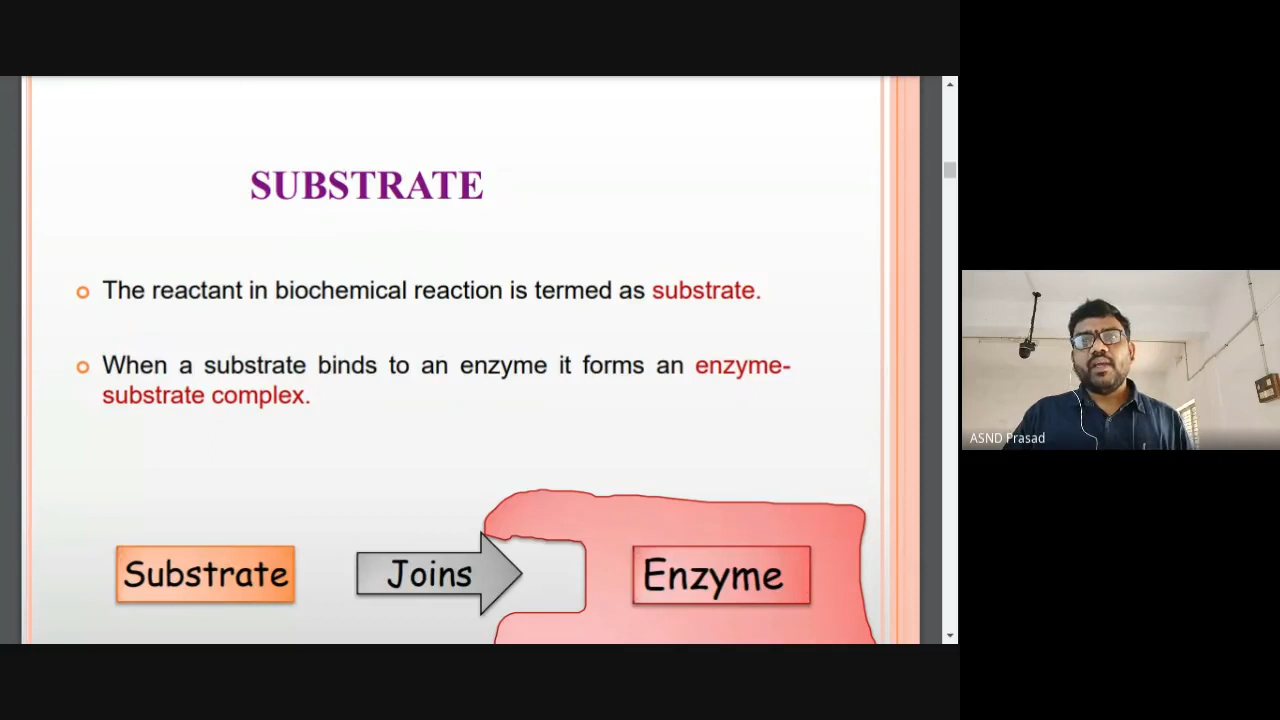 SUBSTRATE
The reactant in biochemical reaction is termed as substrate.
When a substrate binds to an enzyme it forms an enzyme-
substrate complex.
Substrate
Joins
Enzyme
ASND Prasad